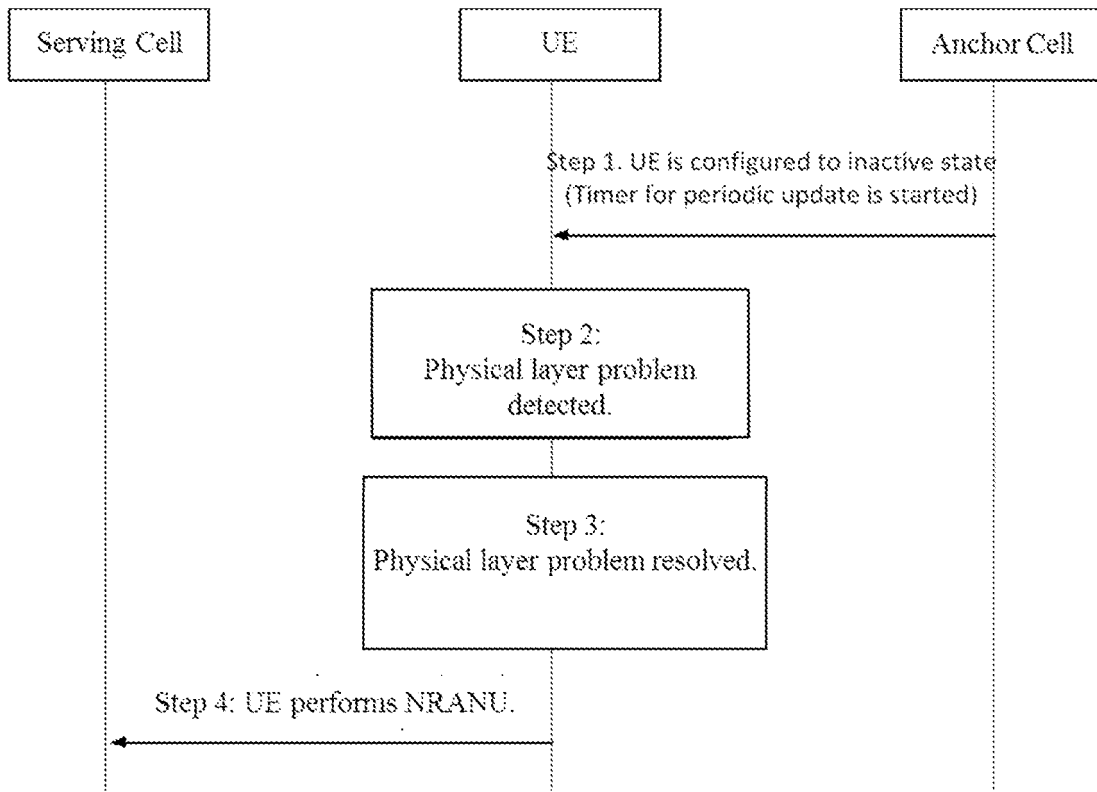 Serving Cell
UE
Anchor Cell
Step 1. UE is configured to inactive state
(Timer for periodic update is started)
Step 2:
Physical layer problem
detected.
Step 3:
Physical layer problem resolved.
Step 4: UE performs NRANU.